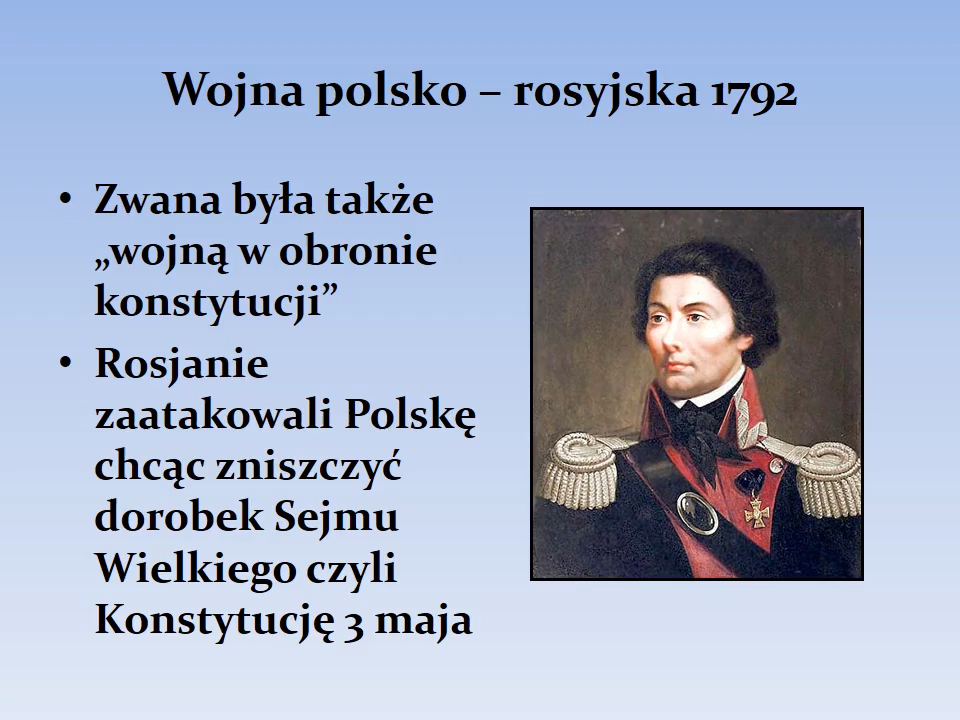 Wojna polsko – rosyjska 1792
• Zwana była także
„wojną w obronie
konstytucji”
• Rosjanie
zaatakowali Polskę
chcąc zniszczyć
dorobek Sejmu
Wielkiego czyli
Konstytucję 3 maja